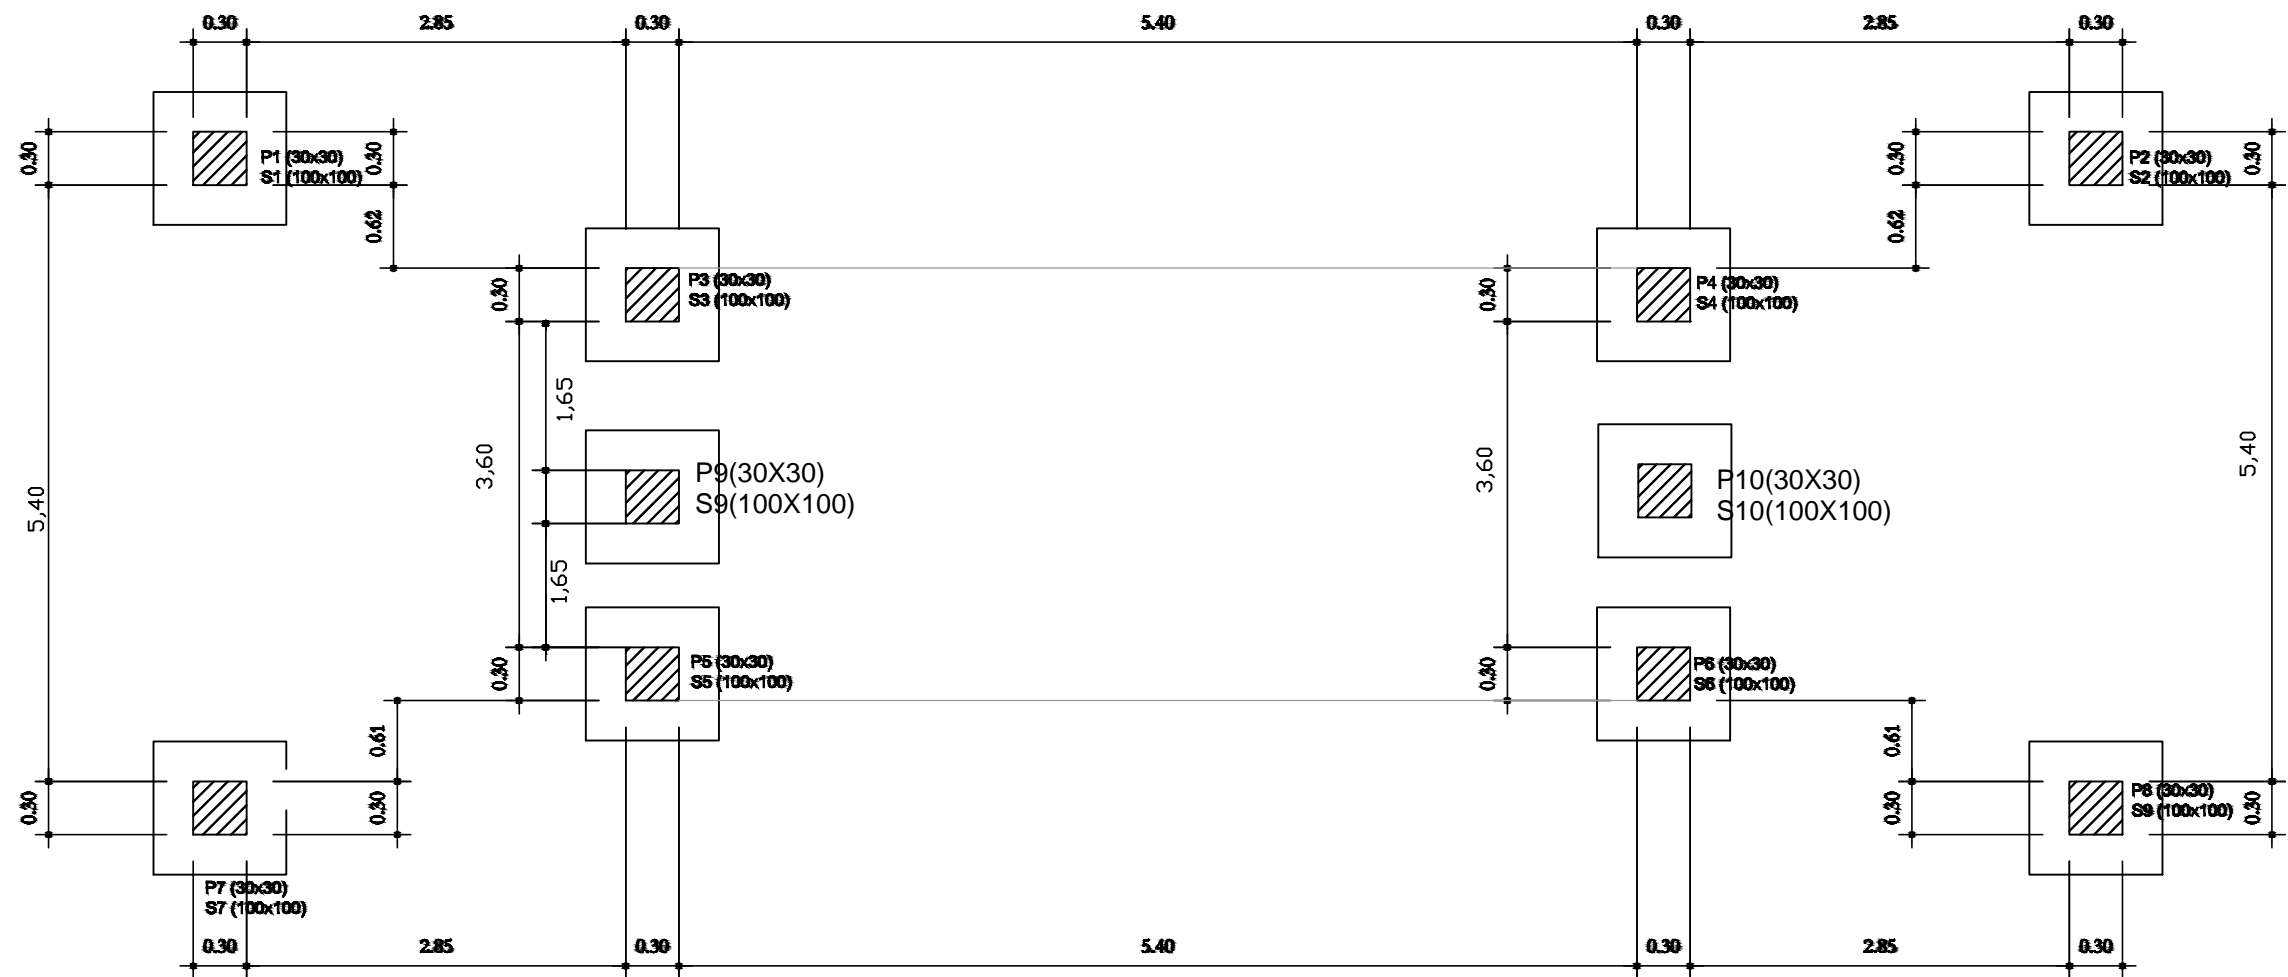 0.30 2.85 0.30 5.40 0.30 2.85 0.30
0.30
P1 (30x30)
S1 (100x100)
0.30
0.62
0.30
P2 (30x30)
S2 (100x100)
0.30
0.62
0.30
P3 (30x30)
S3 (100x100)
0.30
P4 (30x30)
S4 (100x100)
1,65
3,60
P9(30X30)
S9(100X100)
3,60
P10(30X30)
S10(100X100)
5,40
5,40
1,65
0.30
P5 (30x30)
S5 (100x100)
0.30
P6 (30x30)
S6 (100x100)
0.61
0.61
0.30
0.30
P7 (30x30)
S7 (100x100)
0.30
P8 (30x30)
S9 (100x100)
0.30
0.30 2.85 0.30 5.40 0.30 2.85 0.30